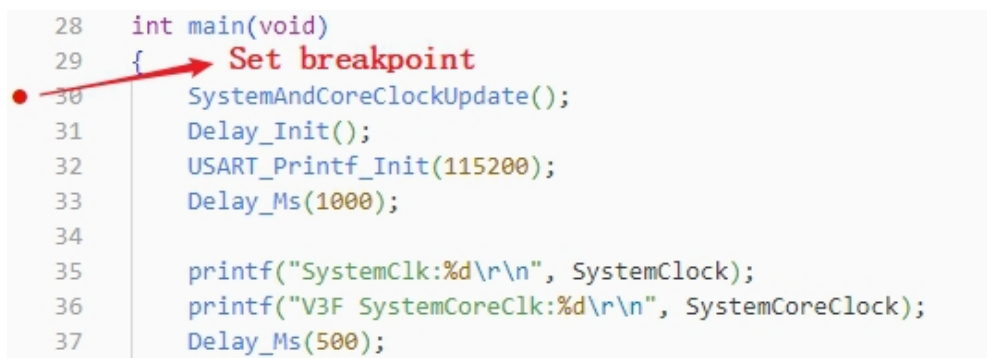 28 int main(void)
29 { Set breakpoint
30 SystemAndCoreClockUpdate();
31 Delay_Init();
32 USART_Printf_Init(115200);
33 Delay_Ms(1000);
34
35 printf("SystemClk:%d\r\n", SystemClock);
36 printf("V3F SystemCoreClk:%d\r\n", SystemCoreClock);
37 Delay_Ms(500);